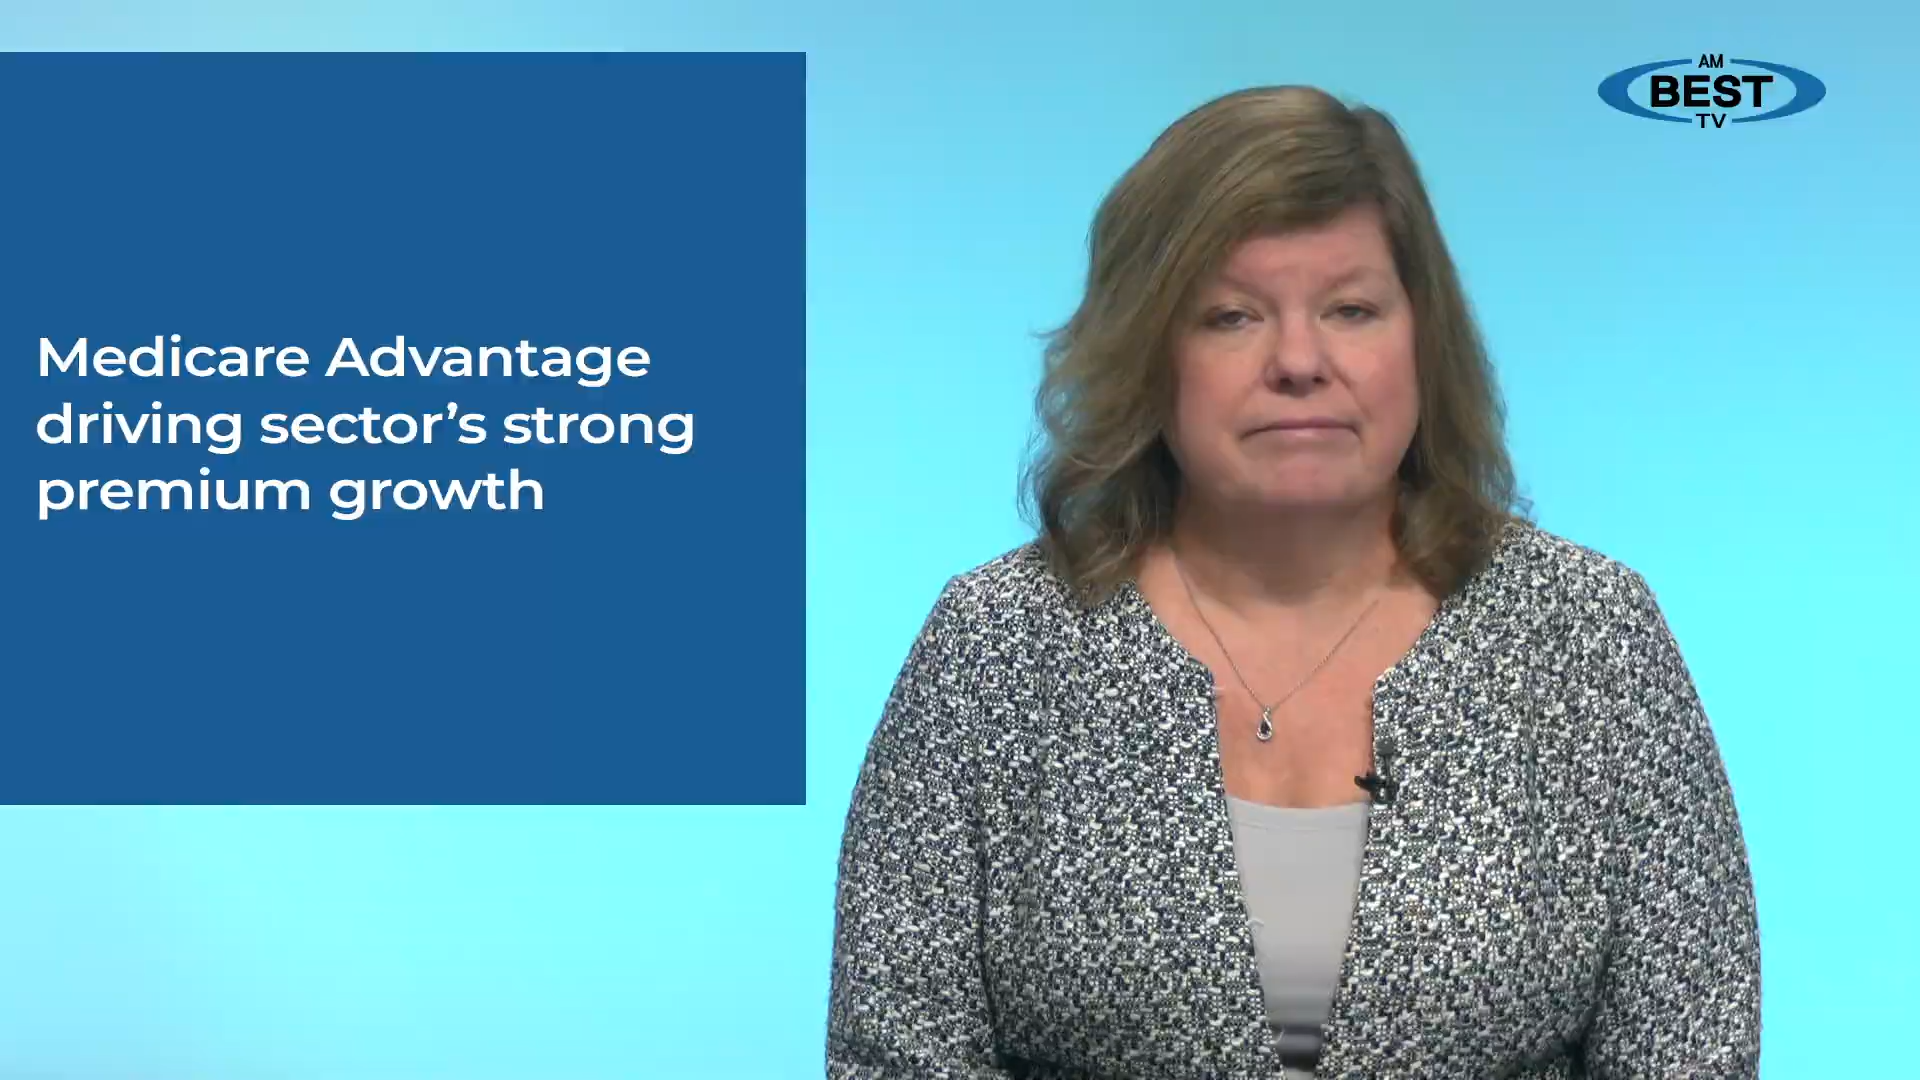 AM
BEST
TV
Medicare Advantage
driving sector’s strong
premium growth